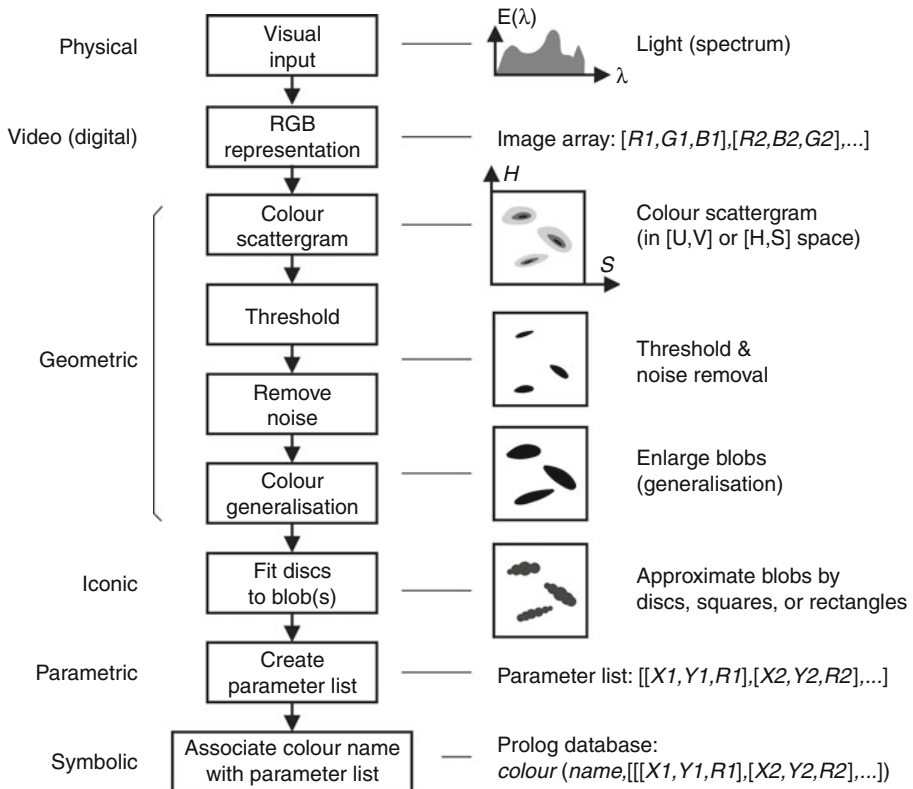 Physical
Visual
input
E(λ)
λ
Light (spectrum)
Video (digital)
RGB
representation
Image array: [R1,G1,B1],[R2,B2,G2],...]
Geometric
Colour
scattergram
H
S
Colour scattergram
(in [U,V] or [H,S] space)
Threshold
Remove
noise
Threshold &
noise removal
Colour
generalisation
Enlarge blobs
(generalisation)
Iconic
Fit discs
to blob(s)
Approximate blobs by
discs, squares, or rectangles
Parametric
Create
parameter list
Parameter list: [[X1,Y1,R1],[X2,Y2,R2],...]
Symbolic
Associate colour name
with parameter list
Prolog database:
colour (name,[[[X1,Y1,R1],[X2,Y2,R2],...])